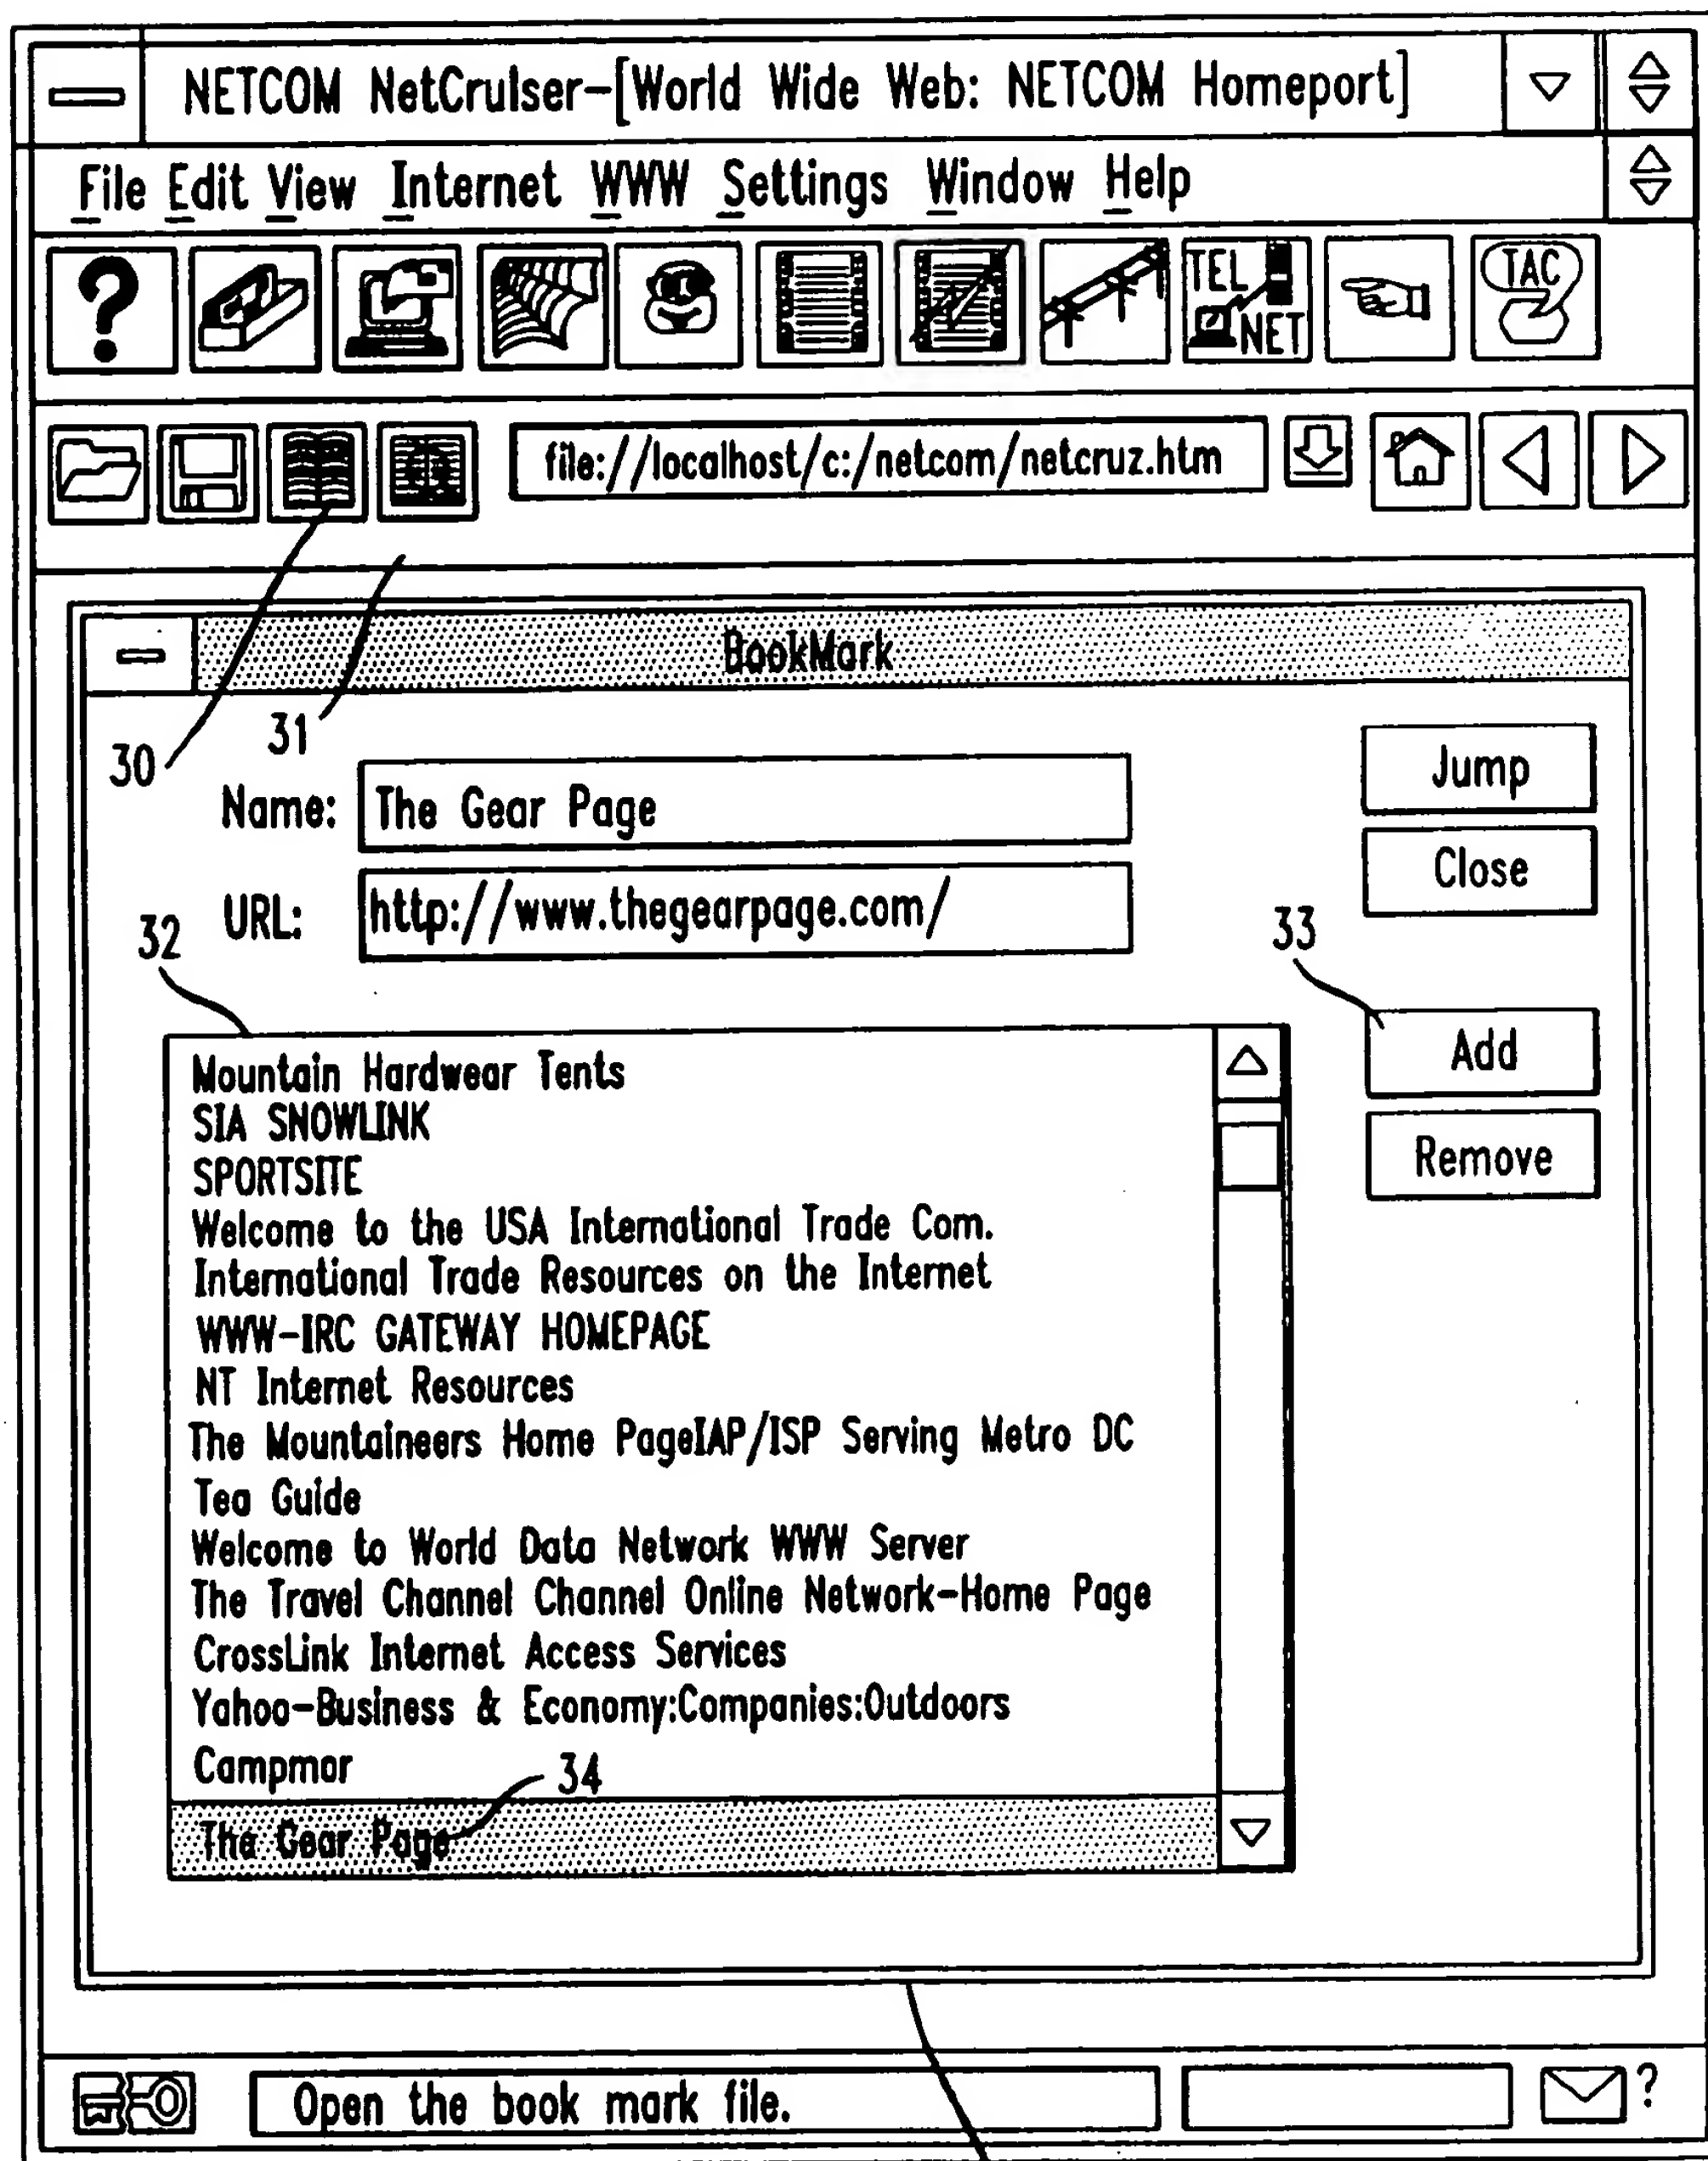 NETCOM NetCruiser-[World Wide Web: NETCOM Homeport]
File Edit View Internet WWW Settings Window Help
? TEL NET TAC
file://localhost/c:/netcom/netcruz.htm
BookMark
30 31
Jump
Name: The Gear Page
Close
URL: http://www.thegearpage.com/
32 33
Add
Remove
Mountain Hardwear Tents
SIA SNOWLINK
SPORTSITE
Welcome to the USA International Trade Com.
International Trade Resources on the Internet
WWW-IRC GATEWAY HOMEPAGE
NT Internet Resources
The Mountaineers Home PageIAP/ISP Serving Metro DC
Tea Guide
Welcome to World Data Network WWW Server
The Travel Channel Channel Online Network-Home Page
CrossLink Internet Access Services
Yahoo-Business & Economy:Companies:Outdoors
Campmor
34
The Gear Page
Open the book mark file. ?